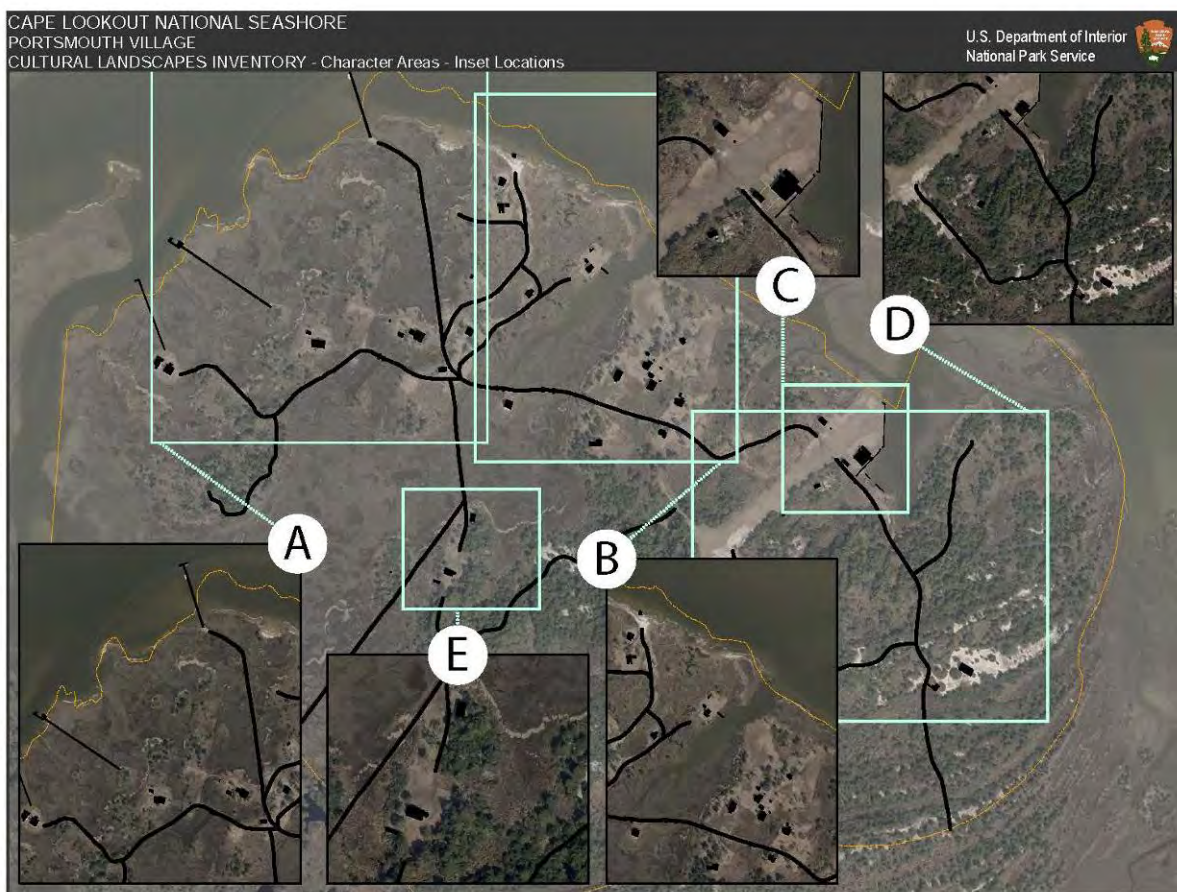 CAPE LOOKOUT NATIONAL SEASHORE
PORTSMOUTH VILLAGE
CULTURAL LANDSCAPES INVENTORY - Character Areas - Inset Locations
U.S. Department of Interior
National Park Service
C
D
A
B
E